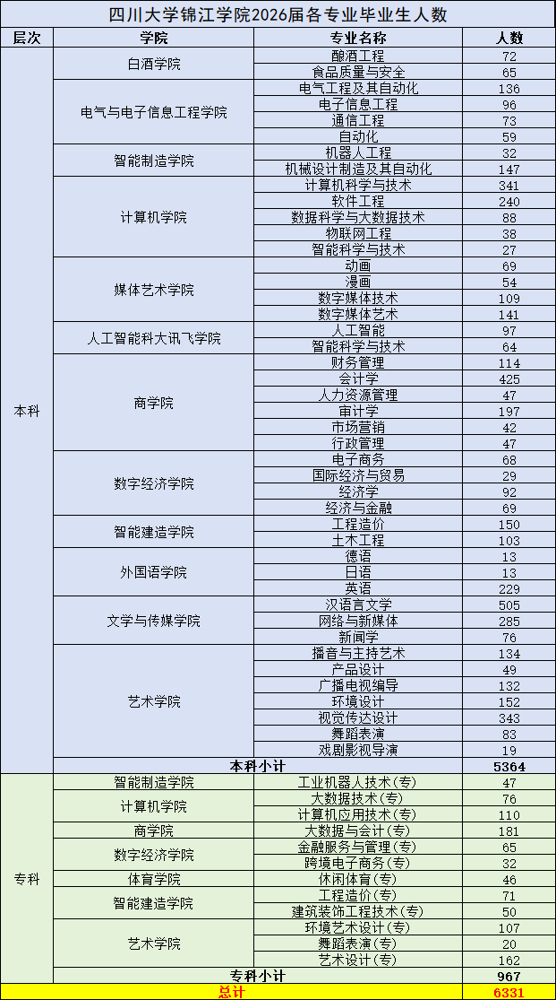 四川大学锦江学院2026届各专业毕业生人数
层次 学院 专业名称 人数
本科 白酒学院 酿酒工程 72
食品质量与安全 65
电气与电子信息工程学院 电气工程及其自动化 136
电子信息工程 96
通信工程 73
自动化 59
智能制造学院 机器人工程 32
机械设计制造及其自动化 147
计算机学院 计算机科学与技术 341
软件工程 240
数据科学与大数据技术 88
物联网工程 38
智能科学与技术 27
媒体艺术学院 动画 69
漫画 54
数字媒体技术 109
数字媒体艺术 141
人工智能科大讯飞学院 人工智能 97
智能科学与技术 64
商学院 财务管理 114
会计学 425
人力资源管理 47
审计学 197
市场营销 42
行政管理 47
数字经济学院 电子商务 68
国际经济与贸易 29
经济学 92
经济与金融 69
智能建造学院 工程造价 150
土木工程 103
外国语学院 德语 13
日语 13
英语 229
文学与传媒学院 汉语言文学 505
网络与新媒体 285
新闻学 76
艺术学院 播音与主持艺术 134
产品设计 49
广播电视编导 132
环境设计 152
视觉传达设计 343
舞蹈表演 83
戏剧影视导演 19
本科小计 5364
专科 智能制造学院 工业机器人技术(专) 47
计算机学院 大数据技术(专) 76
计算机应用技术(专) 110
商学院 大数据与会计(专) 181
数字经济学院 金融服务与管理(专) 65
跨境电子商务(专) 32
体育学院 休闲体育(专) 46
智能建造学院 工程造价(专) 71
建筑装饰工程技术(专) 50
艺术学院 环境艺术设计(专) 107
舞蹈表演(专) 20
艺术设计(专) 162
专科小计 967
总计 6331